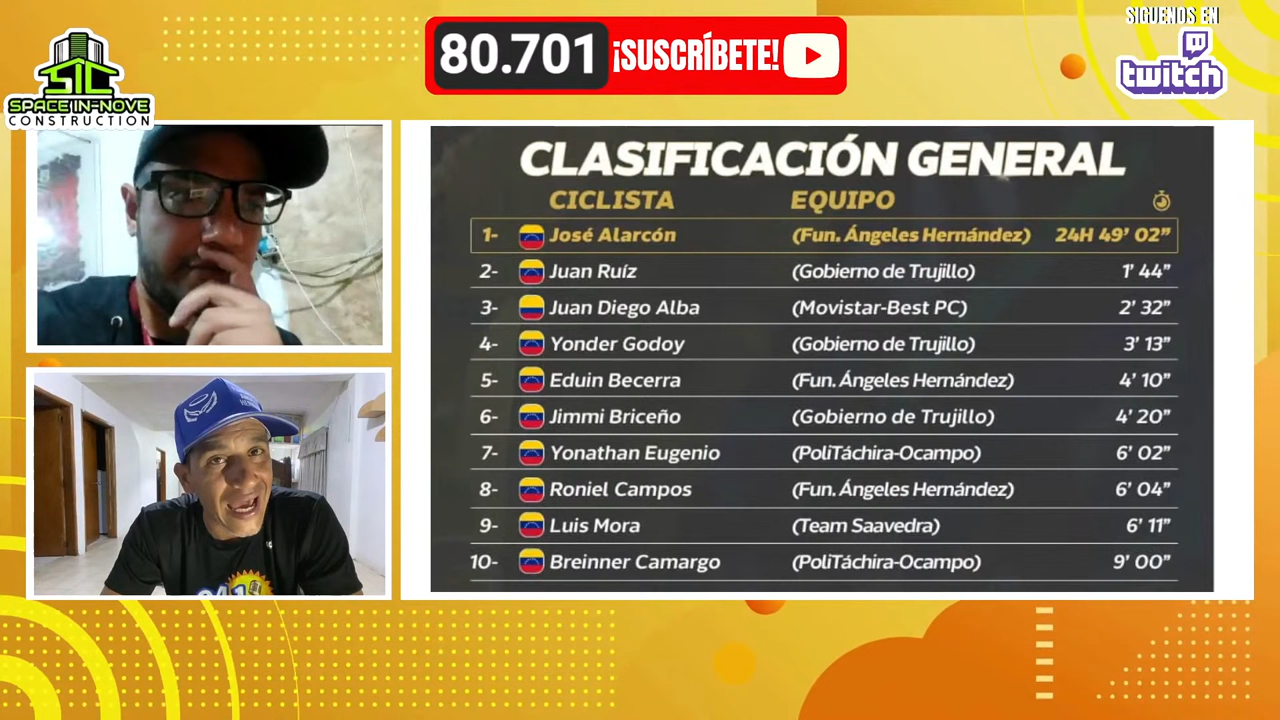 SIGUENOS EN
twitch
80.701 ¡SUSCRÍBETE!
SIC
SPACE IN-NOVE
CONSTRUCTION
CLASIFICACIÓN GENERAL
CICLISTA EQUIPO
1- José Alarcón (Fun. Ángeles Hernández) 24H 49' 02"
2- Juan Ruíz (Gobierno de Trujillo) 1' 44"
3- Juan Diego Alba (Movistar-Best PC) 2' 32"
4- Yonder Godoy (Gobierno de Trujillo) 3' 13"
5- Eduin Becerra (Fun. Ángeles Hernández) 4' 10"
6- Jimmi Briceño (Gobierno de Trujillo) 4' 20"
7- Yonathan Eugenio (PoliTáchira-Ocampo) 6' 02"
8- Roniel Campos (Fun. Ángeles Hernández) 6' 04"
9- Luis Mora (Team Saavedra) 6' 11"
10- Breinner Camargo (PoliTáchira-Ocampo) 9' 00"